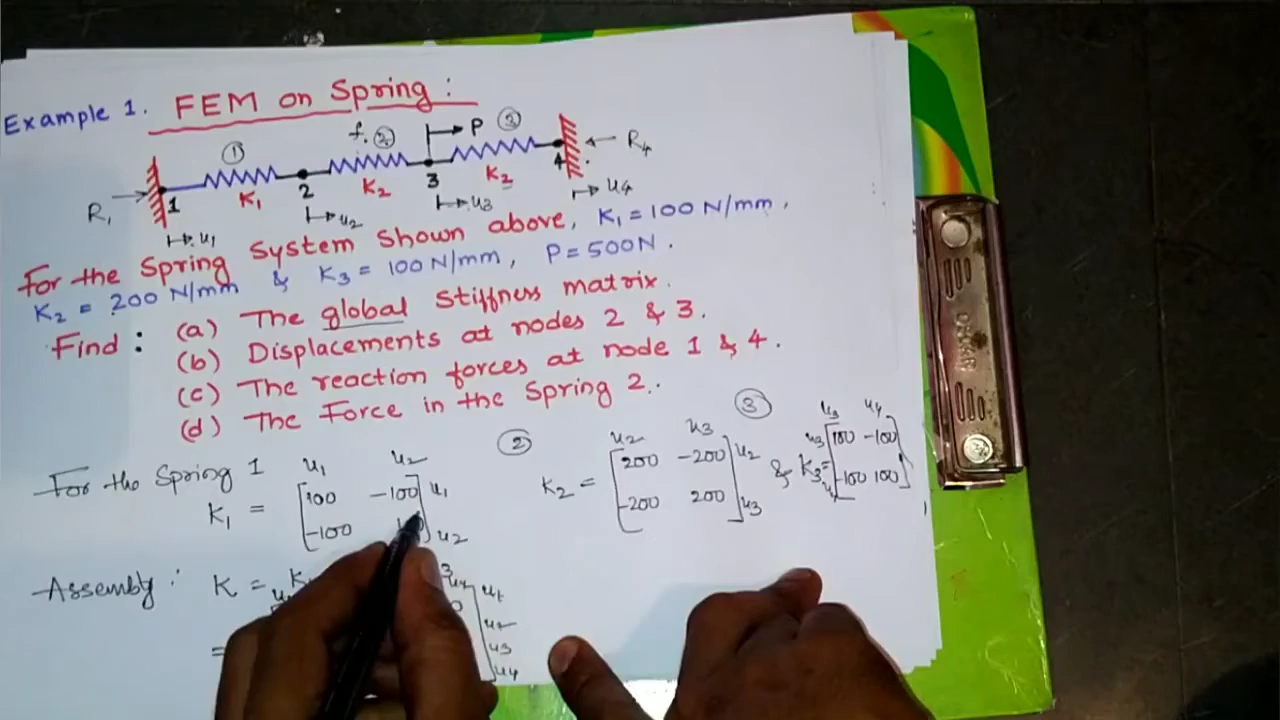 Example 1. FEM on Spring :
① f. ② P ③
R1 1 K1 2 K2 3 K2 4 R4
u1 u2 u3 u4
For the Spring System Shown above, K1 = 100 N/mm,
K2 = 200 N/mm & K3 = 100 N/mm, P = 500N.
Find : (a) The global Stiffness matrix.
(b) Displacements at nodes 2 & 3.
(c) The reaction forces at node 1 & 4.
(d) The Force in the Spring 2.
For the Spring 1 ② ③
u1 u2 u2 u3 u3 u4
K1 = [100 -100] u1 K2 = [200 -200] u2 & K3 = u3 [100 -100]
[-100 u2 [-200 200] u3 [-100 100]
Assembly : K =
u4 u1
= u2
u3
u4